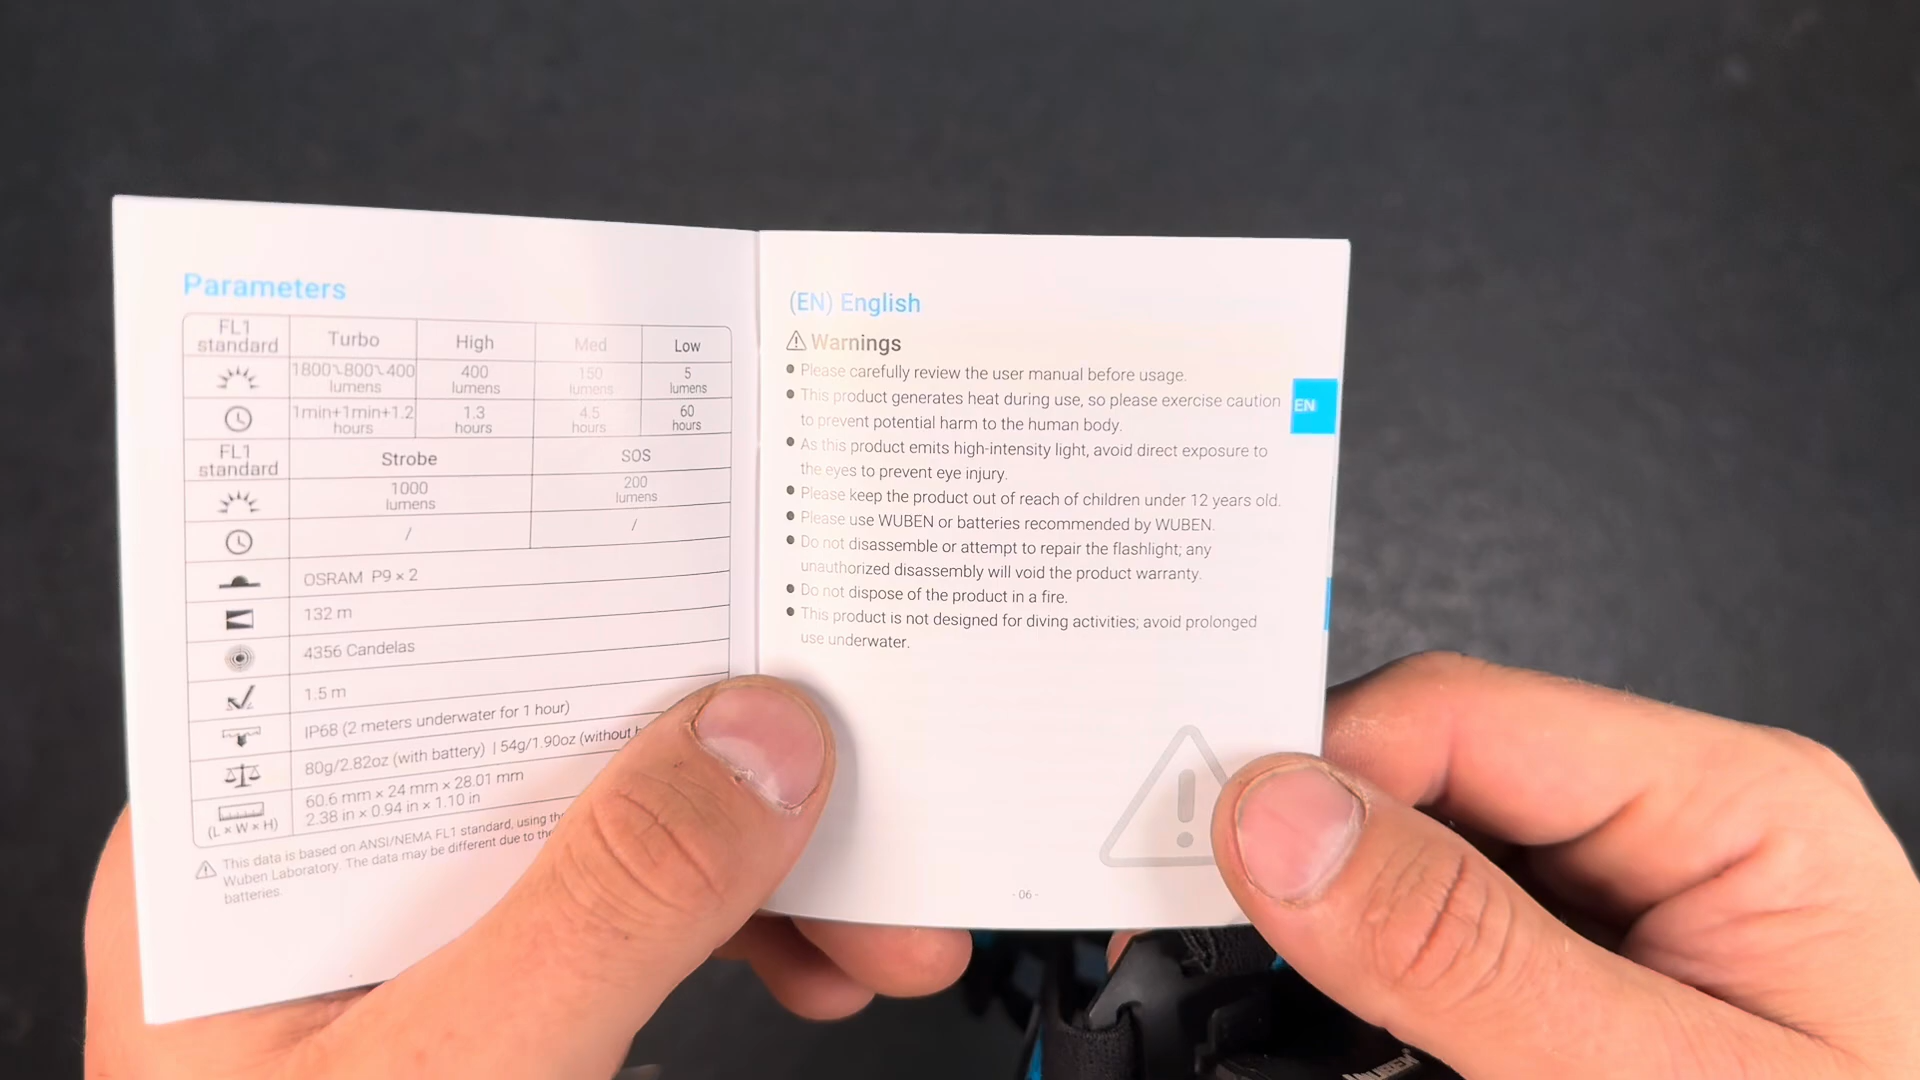 Parameters
FL1 standard Turbo High Med Low
1800↘800↘400 lumens 400 lumens 150 lumens 5 lumens
1min+1min+1.2 hours 1.3 hours 4.5 hours 60 hours
FL1 standard Strobe SOS
1000 lumens 200 lumens
/ /
OSRAM P9 × 2
132 m
4356 Candelas
1.5 m
IP68 (2 meters underwater for 1 hour)
80g/2.82oz (with battery) | 54g/1.90oz (without
60.6 mm × 24 mm × 28.01 mm
2.38 in × 0.94 in × 1.10 in
(L × W × H)
This data is based on ANSI/NEMA FL1 standard, using
Wuben Laboratory. The data may be different due to the
batteries.
(EN) English
Warnings
● Please carefully review the user manual before usage.
● This product generates heat during use, so please exercise caution
to prevent potential harm to the human body.
● As this product emits high-intensity light, avoid direct exposure to
the eyes to prevent eye injury.
● Please keep the product out of reach of children under 12 years old.
● Please use WUBEN or batteries recommended by WUBEN.
● Do not disassemble or attempt to repair the flashlight; any
unauthorized disassembly will void the product warranty.
● Do not dispose of the product in a fire.
● This product is not designed for diving activities; avoid prolonged
use underwater.
EN
- 06 -
WUBEN